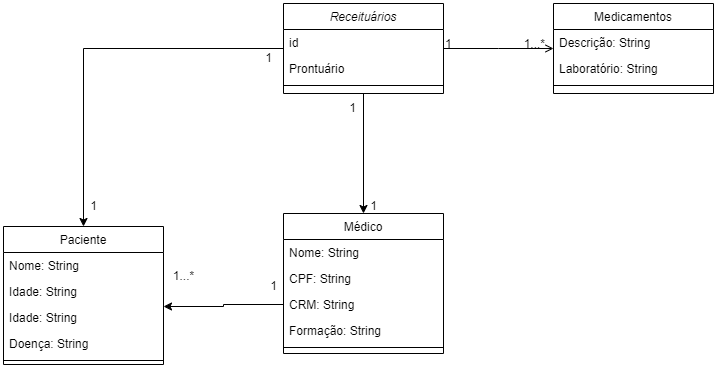 Receituários
id
Prontuário
1
1
1
1
1...*
Medicamentos
Descrição: String
Laboratório: String
1
1
Paciente
Nome: String
Idade: String
Idade: String
Doença: String
1...*
1
Médico
Nome: String
CPF: String
CRM: String
Formação: String